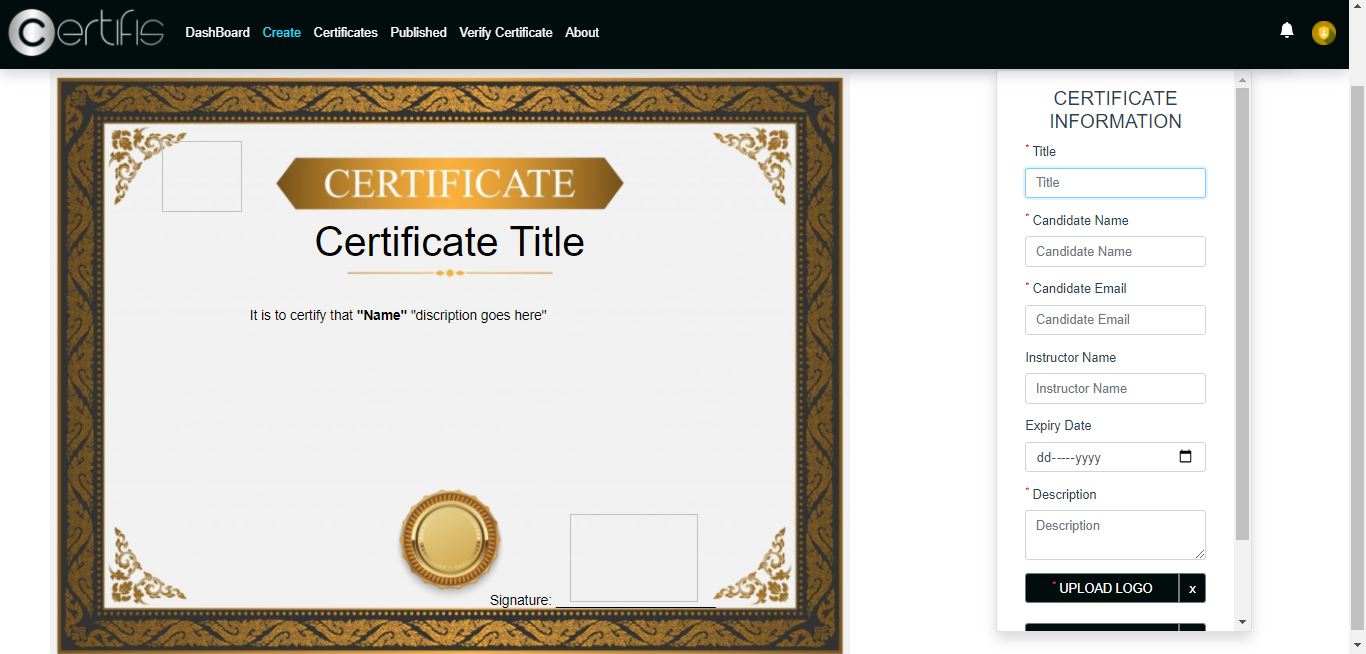 certifis
DashBoard Create Certificates Published Verify Certificate About
CERTIFICATE
Certificate Title
It is to certify that "Name" "discription goes here"
Signature:
CERTIFICATE
INFORMATION
* Title
Title
* Candidate Name
Candidate Name
* Candidate Email
Candidate Email
Instructor Name
Instructor Name
Expiry Date
dd-----yyyy
* Description
Description
* UPLOAD LOGO x